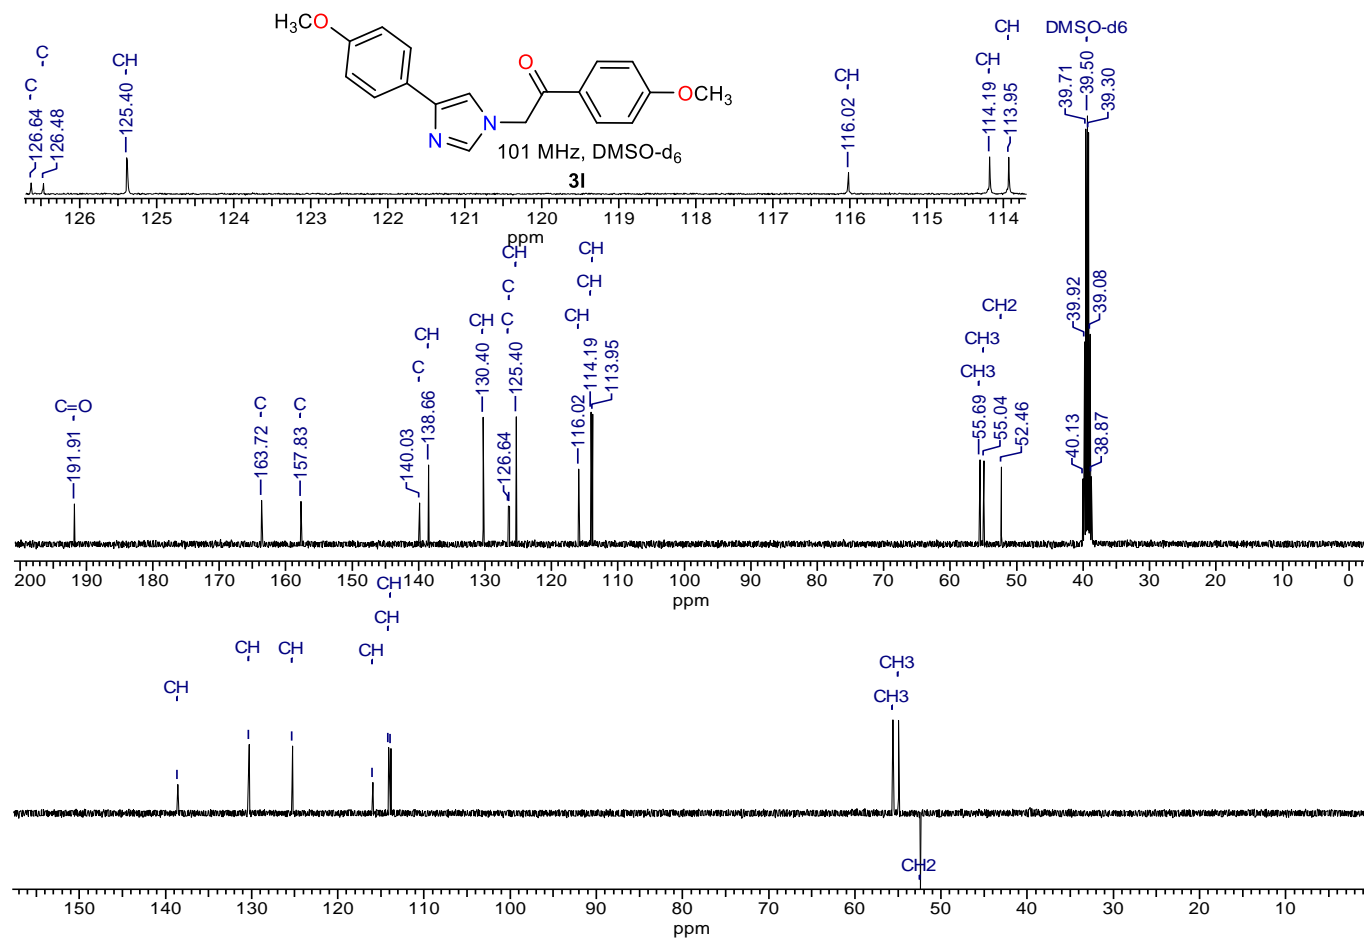 H₃CO
O
OCH₃
N
N
101 MHz, DMSO-d₆
3l
C
C
CH
CH
CH
CH
DMSO-d6
126.64
126.48
125.40
116.02
114.19
113.95
39.71
39.50
39.30
126 125 124 123 122 121 120 119 118 117 116 115 114
ppm
C=O
C
C
C
CH
CH
C
C
CH
CH
CH
CH
CH3
CH3
CH2
191.91
163.72
157.83
140.03
138.66
130.40
126.64
125.40
116.02
114.19
113.95
55.69
55.04
52.46
40.13
39.92
39.08
38.87
200 190 180 170 160 150 140 130 120 110 100 90 80 70 60 50 40 30 20 10 0
ppm
CH
CH
CH
CH
CH
CH
CH3
CH3
CH2
150 140 130 120 110 100 90 80 70 60 50 40 30 20 10
ppm